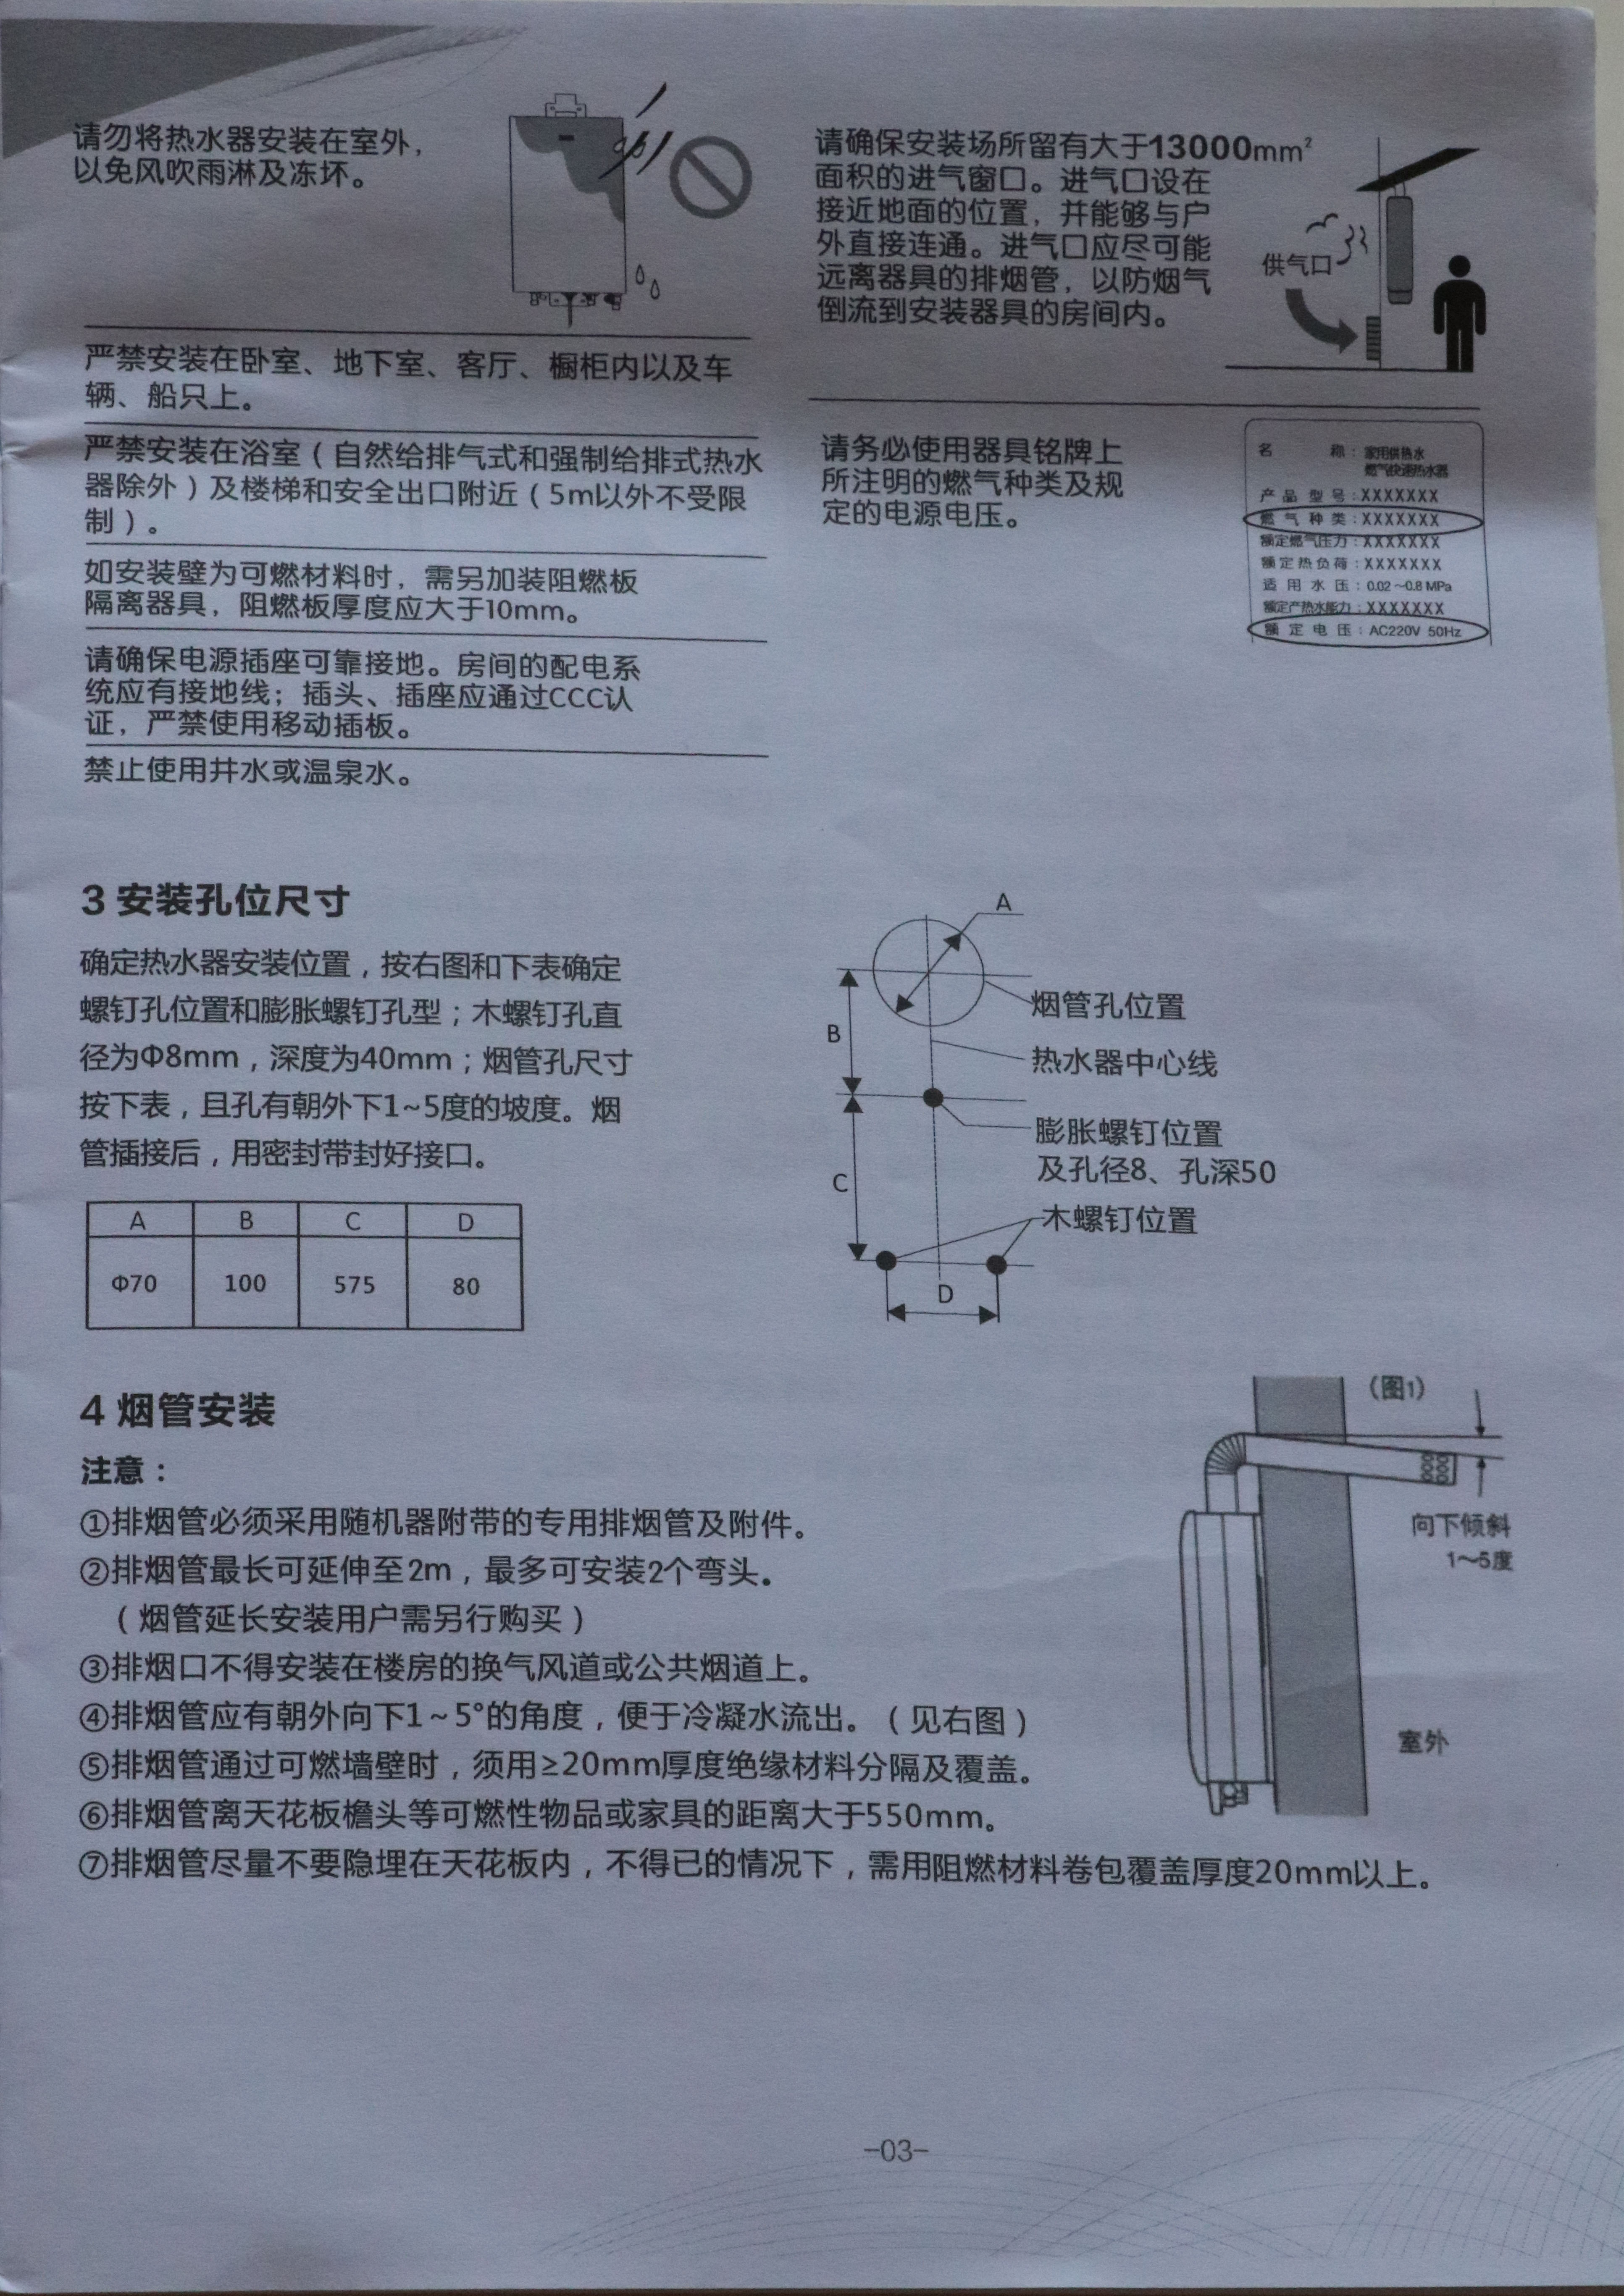 请勿将热水器安装在室外，
以免风吹雨淋及冻坏。
严禁安装在卧室、地下室、客厅、橱柜内以及车
辆、船只上。
严禁安装在浴室（自然给排气式和强制给排式热水
器除外）及楼梯和安全出口附近（5m以外不受限
制）。
如安装壁为可燃材料时，需另加装阻燃板
隔离器具，阻燃板厚度应大于10mm。
请确保电源插座可靠接地。房间的配电系
统应有接地线；插头、插座应通过CCC认
证，严禁使用移动插板。
禁止使用井水或温泉水。
请确保安装场所留有大于13000mm²
面积的进气窗口。进气口设在
接近地面的位置，并能够与户
外直接连通。进气口应尽可能
远离器具的排烟管，以防烟气
倒流到安装器具的房间内。
供气口
请务必使用器具铭牌上
所注明的燃气种类及规
定的电源电压。
名 称：家用供热水
燃气快速热水器
产品型号：XXXXXXX
燃气种类：XXXXXXX
额定燃气压力：XXXXXXX
额定热负荷：XXXXXXX
适用水压：0.02～0.8 MPa
额定产热水能力：XXXXXXX
额定电压：AC220V 50Hz
3 安装孔位尺寸
确定热水器安装位置，按右图和下表确定
螺钉孔位置和膨胀螺钉孔型；木螺钉孔直
径为Φ8mm，深度为40mm；烟管孔尺寸
按下表，且孔有朝外下1~5度的坡度。烟
管插接后，用密封带封好接口。
A B C D
Φ70 100 575 80
A
烟管孔位置
B
热水器中心线
膨胀螺钉位置
及孔径8、孔深50
C
木螺钉位置
D
4 烟管安装
注意：
①排烟管必须采用随机器附带的专用排烟管及附件。
②排烟管最长可延伸至2m，最多可安装2个弯头。
（烟管延长安装用户需另行购买）
③排烟口不得安装在楼房的换气风道或公共烟道上。
④排烟管应有朝外向下1~5°的角度，便于冷凝水流出。（见右图）
⑤排烟管通过可燃墙壁时，须用≥20mm厚度绝缘材料分隔及覆盖。
⑥排烟管离天花板檐头等可燃性物品或家具的距离大于550mm。
⑦排烟管尽量不要隐埋在天花板内，不得已的情况下，需用阻燃材料卷包覆盖厚度20mm以上。
（图1）
向下倾斜
1～5度
室外
-03-